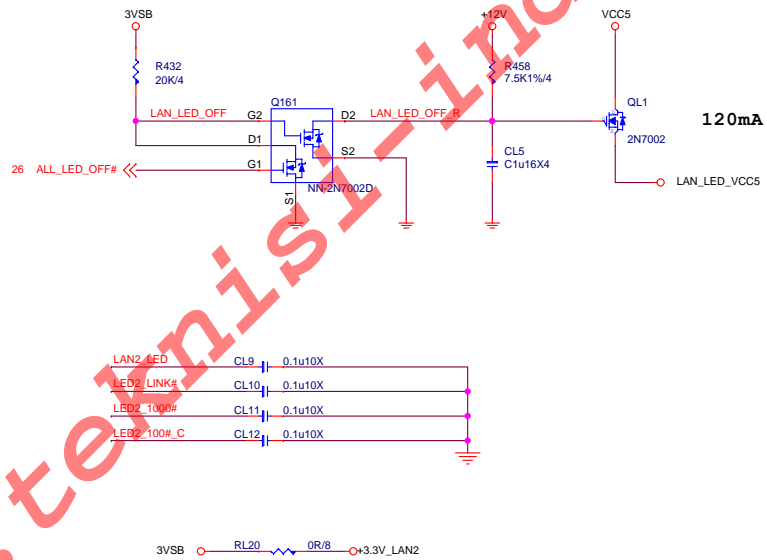 3VSB
+12V
VCC5
R432
20K/4
R458
7.5K1%/4
Q161
QL1
LAN_LED_OFF
G2
D2
LAN_LED_OFF_R
120mA
D1
2N7002
S2
CL5
C1u16X4
26 ALL_LED_OFF#
G1
LAN_LED_VCC5
NN-2N7002D
S1
LAN2_LED
CL9
0.1u10X
LED2_LINK#
CL10
0.1u10X
LED2_1000#
CL11
0.1u10X
LED2_100#_C
CL12
0.1u10X
3VSB
RL20
0R/8
+3.3V_LAN2
teknisi-in